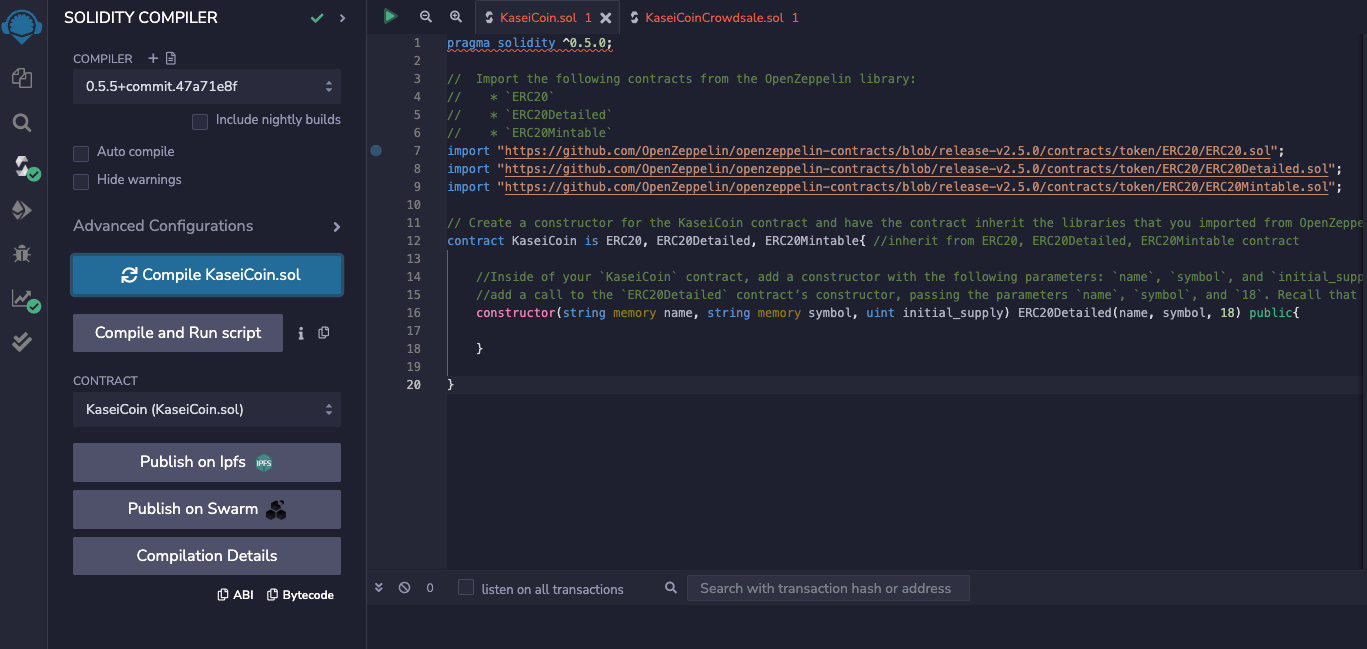 SOLIDITY COMPILER
COMPILER
0.5.5+commit.47a71e8f
Include nightly builds
Auto compile
Hide warnings
Advanced Configurations
Compile KaseiCoin.sol
Compile and Run script
CONTRACT
KaseiCoin (KaseiCoin.sol)
Publish on Ipfs IPFS
Publish on Swarm
Compilation Details
ABI Bytecode
KaseiCoin.sol 1 KaseiCoinCrowdsale.sol 1
1 pragma solidity ^0.5.0;
2
3 //  Import the following contracts from the OpenZeppelin library:
4 //    * `ERC20`
5 //    * `ERC20Detailed`
6 //    * `ERC20Mintable`
7 import "https://github.com/OpenZeppelin/openzeppelin-contracts/blob/release-v2.5.0/contracts/token/ERC20/ERC20.sol";
8 import "https://github.com/OpenZeppelin/openzeppelin-contracts/blob/release-v2.5.0/contracts/token/ERC20/ERC20Detailed.sol";
9 import "https://github.com/OpenZeppelin/openzeppelin-contracts/blob/release-v2.5.0/contracts/token/ERC20/ERC20Mintable.sol";
10
11 // Create a constructor for the KaseiCoin contract and have the contract inherit the libraries that you imported from OpenZeppe
12 contract KaseiCoin is ERC20, ERC20Detailed, ERC20Mintable{ //inherit from ERC20, ERC20Detailed, ERC20Mintable contract
13
14 //Inside of your `KaseiCoin` contract, add a constructor with the following parameters: `name`, `symbol`, and `initial_supp
15 //add a call to the `ERC20Detailed` contract’s constructor, passing the parameters `name`, `symbol`, and `18`. Recall that
16 constructor(string memory name, string memory symbol, uint initial_supply) ERC20Detailed(name, symbol, 18) public{
17
18 }
19
20 }
0 listen on all transactions Search with transaction hash or address